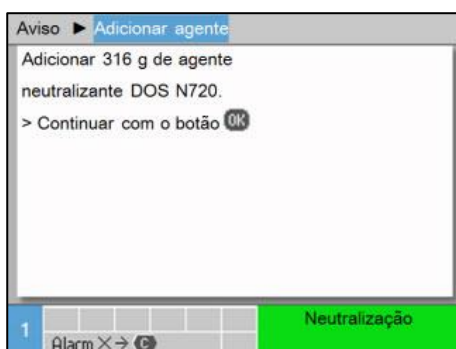 Aviso ► Adicionar agente
Adicionar 316 g de agente
neutralizante DOS N720.
> Continuar com o botão OK
Neutralização
1
Alarm X → C